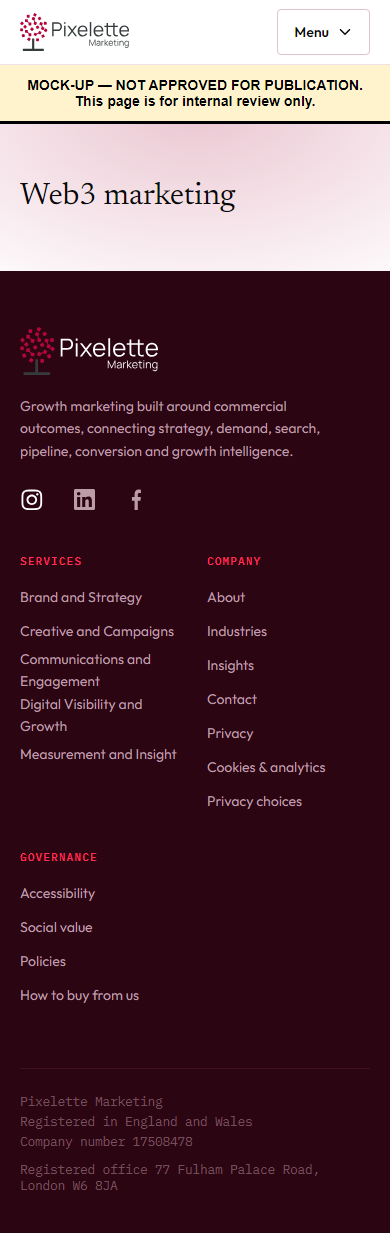 Pixelette
Marketing
Menu
MOCK-UP — NOT APPROVED FOR PUBLICATION.
This page is for internal review only.
Web3 marketing
Pixelette
Marketing
Growth marketing built around commercial
outcomes, connecting strategy, demand, search,
pipeline, conversion and growth intelligence.
SERVICES
Brand and Strategy
Creative and Campaigns
Communications and
Engagement
Digital Visibility and
Growth
Measurement and Insight
COMPANY
About
Industries
Insights
Contact
Privacy
Cookies & analytics
Privacy choices
GOVERNANCE
Accessibility
Social value
Policies
How to buy from us
Pixelette Marketing
Registered in England and Wales
Company number 17508478
Registered office 77 Fulham Palace Road,
London W6 8JA